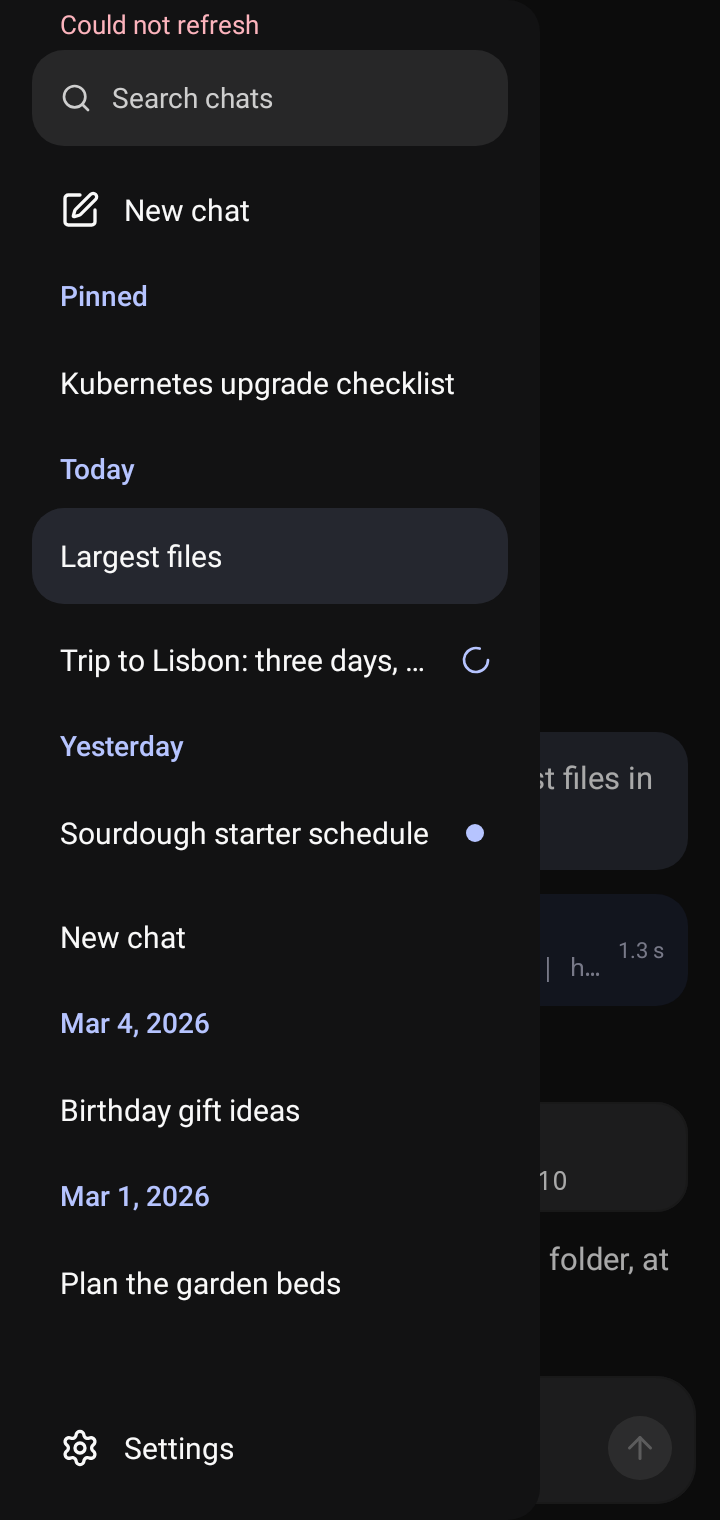 Could not refresh
Search chats
New chat
Pinned
Kubernetes upgrade checklist
Today
Largest files
Trip to Lisbon: three days, …
Yesterday
Sourdough starter schedule
New chat
Mar 4, 2026
Birthday gift ideas
Mar 1, 2026
Plan the garden beds
Settings
files in
1.3 s
| h…
10
folder, at